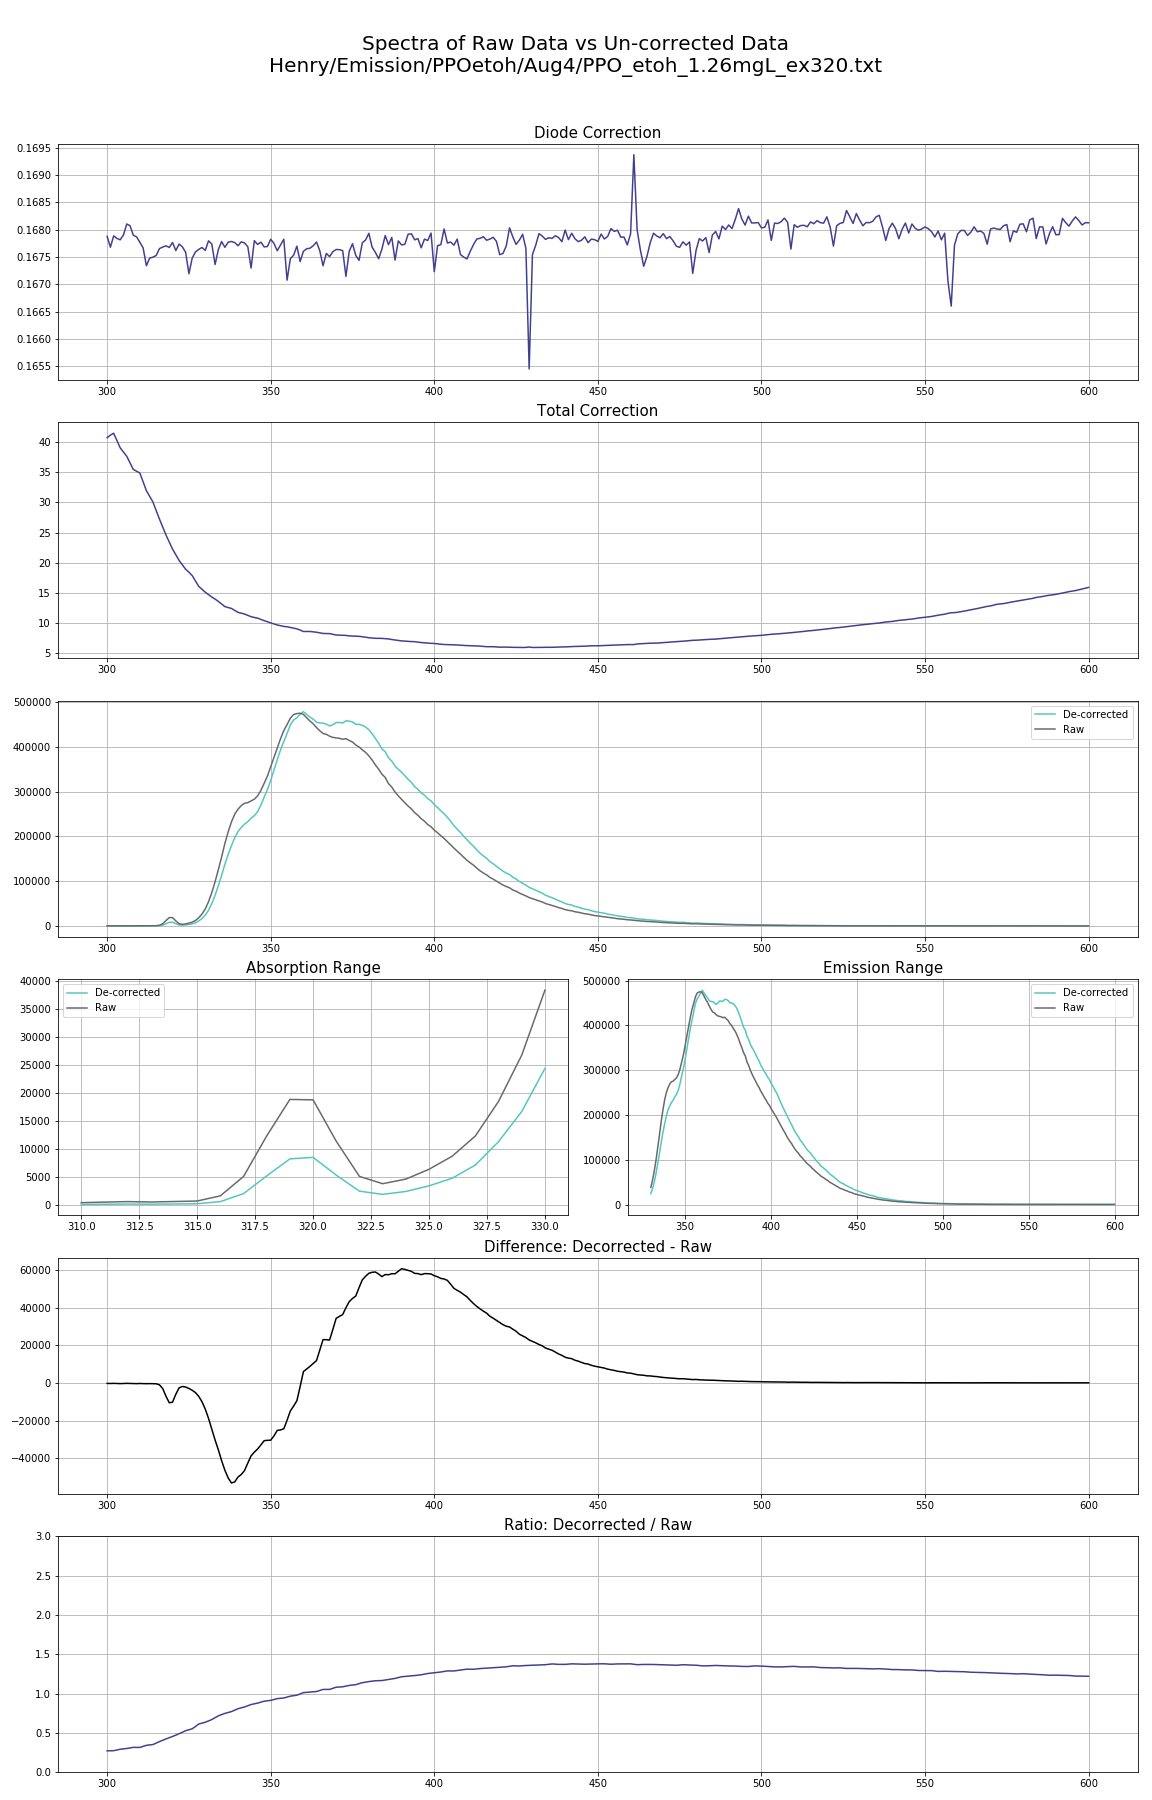 Spectra of Raw Data vs Un-corrected Data
Henry/Emission/PPOetoh/Aug4/PPO_etoh_1.26mgL_ex320.txt
Diode Correction
0.1695
0.1690
0.1685
0.1680
0.1675
0.1670
0.1665
0.1660
0.1655
300 350 400 450 500 550 600
Total Correction
40
35
30
25
20
15
10
5
300 350 400 450 500 550 600
500000
400000
300000
200000
100000
0
De-corrected
Raw
300 350 400 450 500 550 600
Absorption Range
40000
35000
30000
25000
20000
15000
10000
5000
0
De-corrected
Raw
310.0 312.5 315.0 317.5 320.0 322.5 325.0 327.5 330.0
Emission Range
500000
400000
300000
200000
100000
0
De-corrected
Raw
350 400 450 500 550 600
Difference: Decorrected - Raw
60000
40000
20000
0
−20000
−40000
300 350 400 450 500 550 600
Ratio: Decorrected / Raw
3.0
2.5
2.0
1.5
1.0
0.5
0.0
300 350 400 450 500 550 600